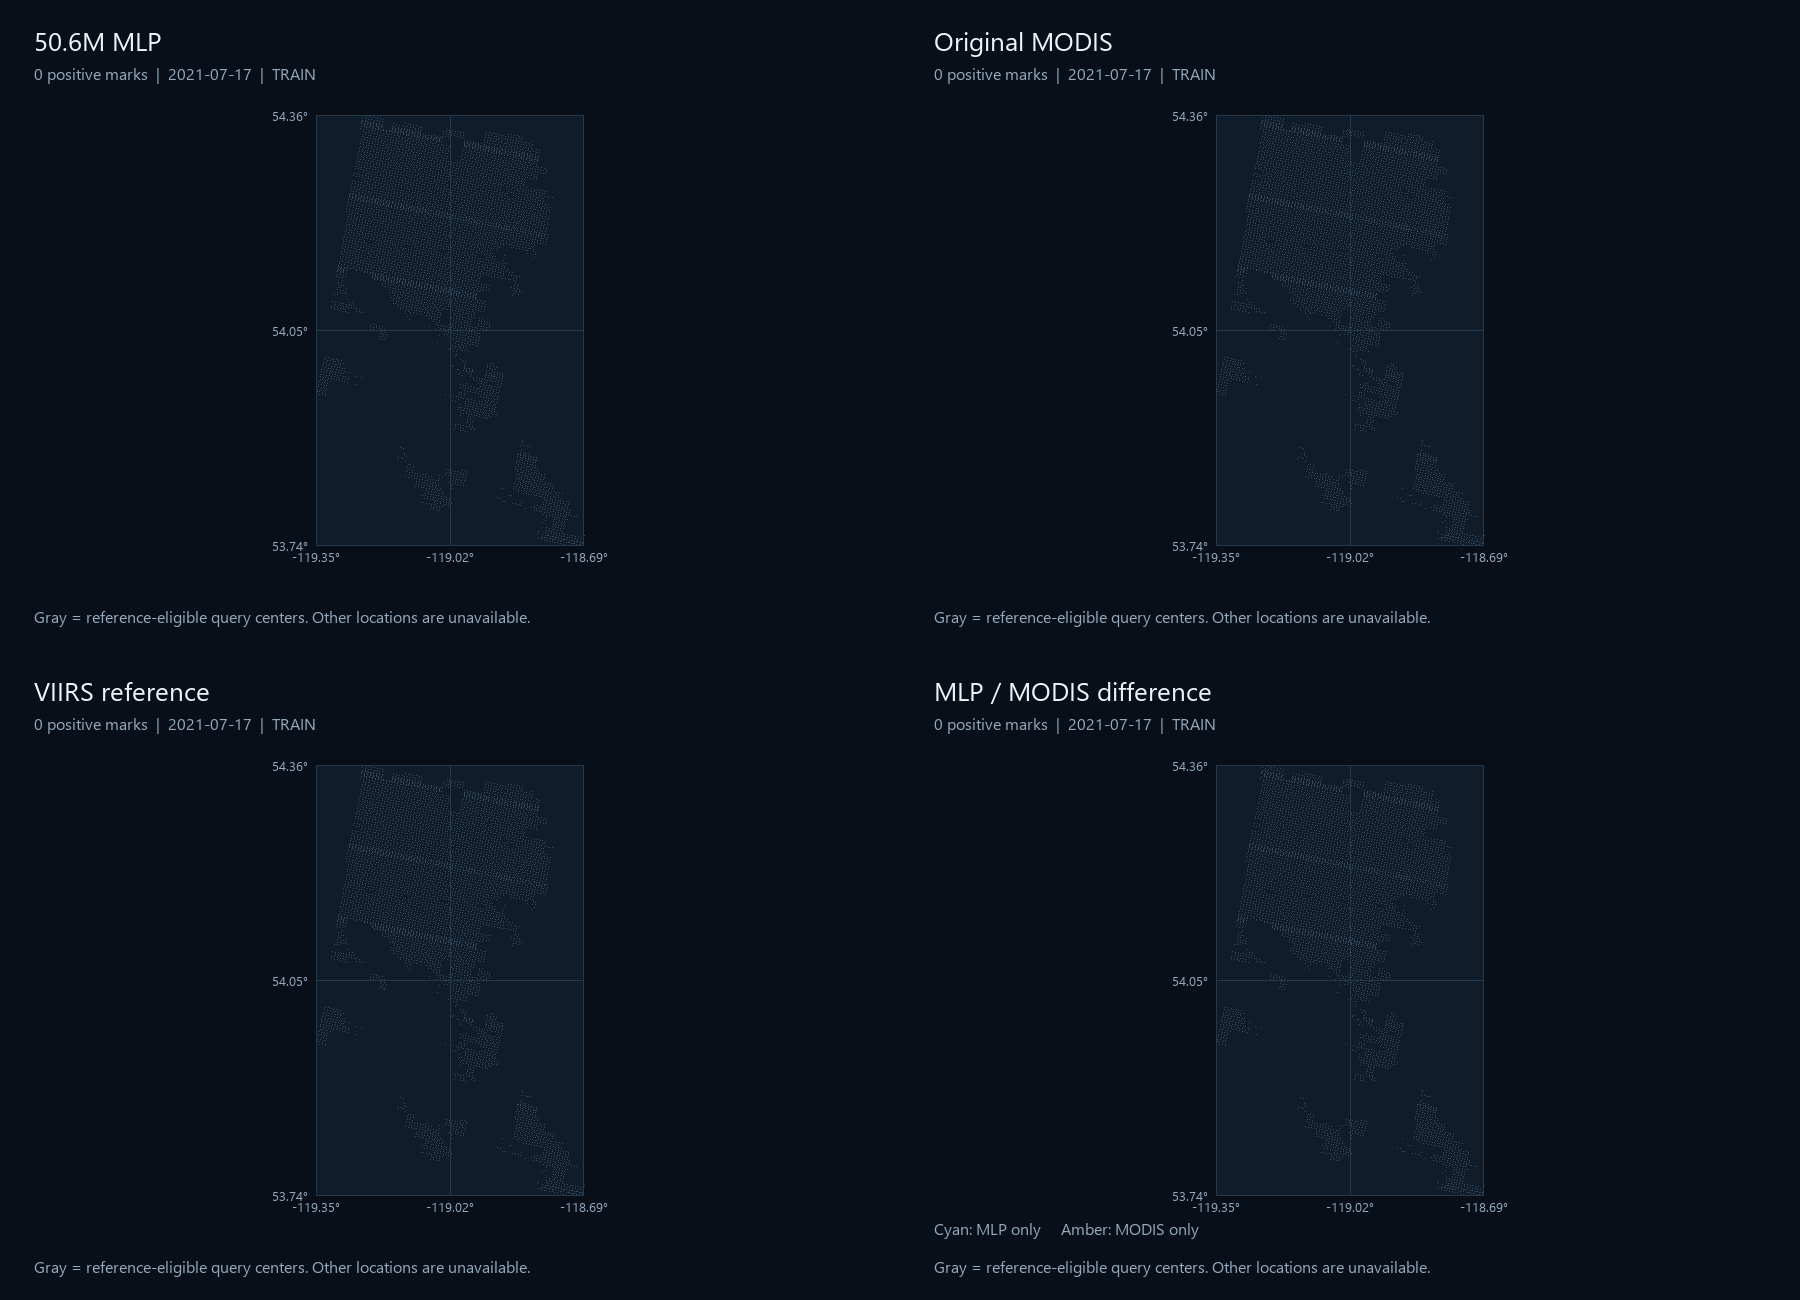 50.6M MLP
0 positive marks | 2021-07-17 | TRAIN
54.36°
54.05°
53.74°
-119.35°
-119.02°
-118.69°
Gray = reference-eligible query centers. Other locations are unavailable.
Original MODIS
0 positive marks | 2021-07-17 | TRAIN
54.36°
54.05°
53.74°
-119.35°
-119.02°
-118.69°
Gray = reference-eligible query centers. Other locations are unavailable.
VIIRS reference
0 positive marks | 2021-07-17 | TRAIN
54.36°
54.05°
53.74°
-119.35°
-119.02°
-118.69°
Gray = reference-eligible query centers. Other locations are unavailable.
MLP / MODIS difference
0 positive marks | 2021-07-17 | TRAIN
54.36°
54.05°
53.74°
-119.35°
-119.02°
-118.69°
Cyan: MLP only Amber: MODIS only
Gray = reference-eligible query centers. Other locations are unavailable.